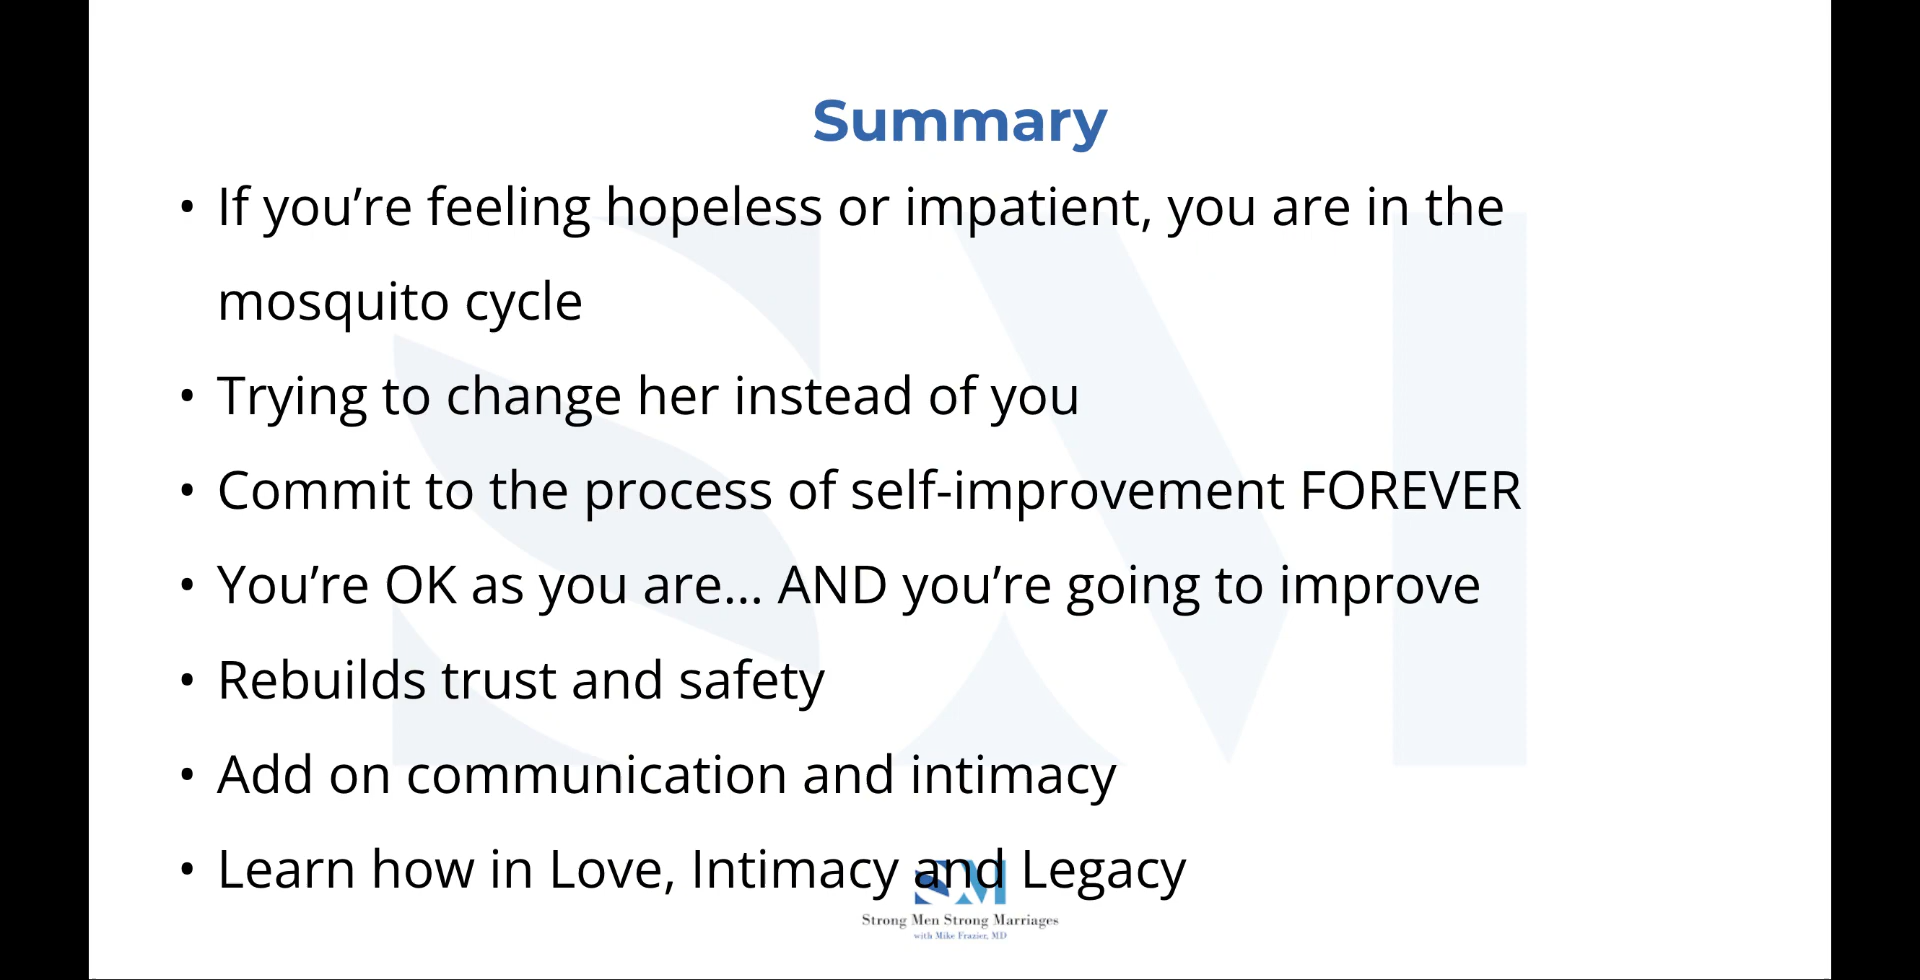 Summary
• If you’re feeling hopeless or impatient, you are in the
mosquito cycle
• Trying to change her instead of you
• Commit to the process of self-improvement FOREVER
• You’re OK as you are... AND you’re going to improve
• Rebuilds trust and safety
• Add on communication and intimacy
• Learn how in Love, Intimacy and Legacy
SM
Strong Men Strong Marriages
with Mike Frazier, MD